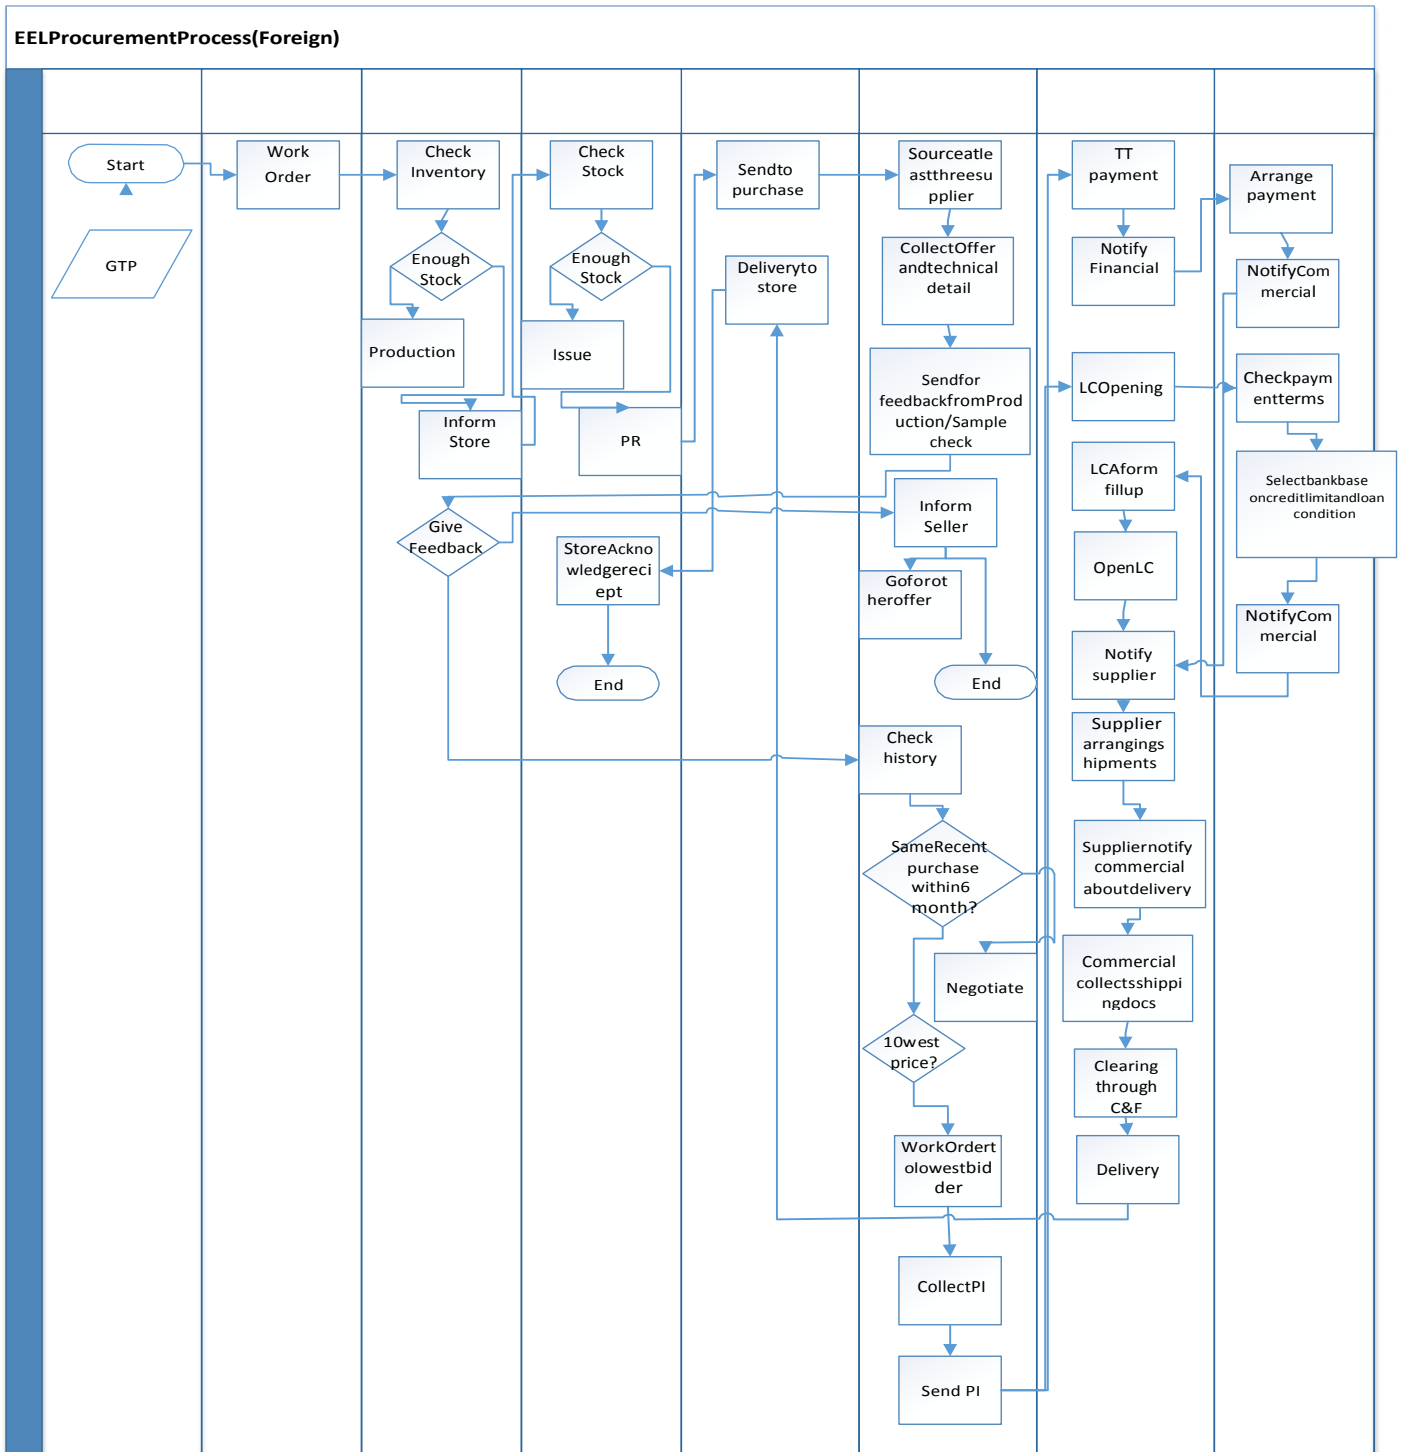 EELProcurementProcess(Foreign)
Start
GTP
Work
Order
Check
Inventory
Enough
Stock
Production
Inform
Store
Give
Feedback
Check
Stock
Enough
Stock
Issue
PR
StoreAckno
wledgereci
ept
End
Sendto
purchase
Deliveryto
store
Sourceatle
astthreesu
pplier
CollectOffer
andtechnical
detail
Sendfor
feedbackfromProd
uction/Sample
check
Inform
Seller
Goforot
heroffer
End
Check
history
SameRecent
purchase
within6
month?
Negotiate
10west
price?
WorkOrdert
olowestbid
der
CollectPI
Send PI
TT
payment
Notify
Financial
LCOpening
LCAform
fillup
OpenLC
Notify
supplier
Supplier
arrangings
hipments
Suppliernotify
commercial
aboutdelivery
Commercial
collectsshippi
ngdocs
Clearing
through
C&F
Delivery
Arrange
payment
NotifyCom
mercial
Checkpaym
entterms
Selectbankbase
oncreditlimitandloan
condition
NotifyCom
mercial